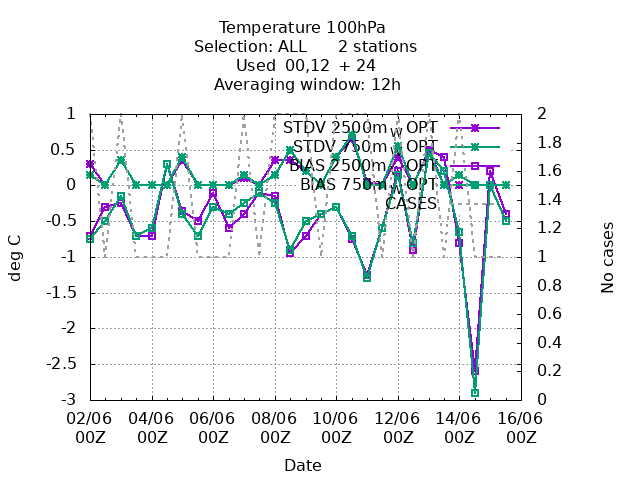 Temperature 100hPa
Selection: ALL 2 stations
Used 00,12 + 24
Averaging window: 12h
STDV 2500m_W OPT
STDV 750m_W OPT
BIAS 2500m_W OPT
BIAS 750m_W OPT
CASES
1
0.5
0
-0.5
-1
-1.5
-2
-2.5
-3
deg C
2
1.8
1.6
1.4
1.2
1
0.8
0.6
0.4
0.2
0
No cases
02/06 04/06 06/06 08/06 10/06 12/06 14/06 16/06
00Z 00Z 00Z 00Z 00Z 00Z 00Z 00Z
Date